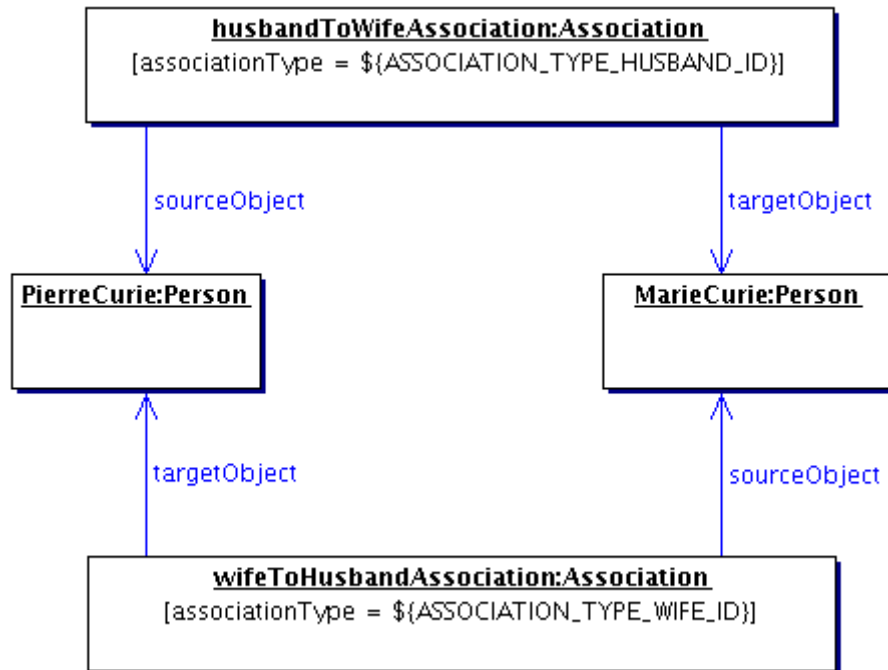 husbandToWifeAssociation:Association
[associationType = ${ASSOCIATION_TYPE_HUSBAND_ID}]
sourceObject
targetObject
PierreCurie:Person
MarieCurie:Person
targetObject
sourceObject
wifeToHusbandAssociation:Association
[associationType = ${ASSOCIATION_TYPE_WIFE_ID}]